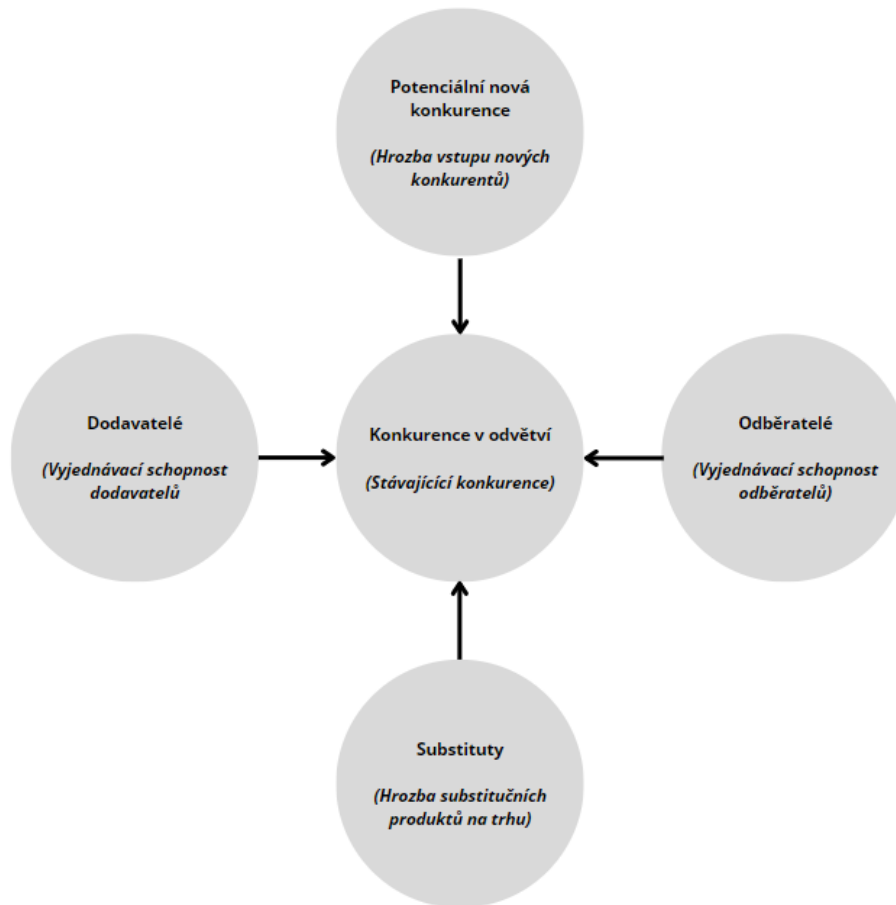 Potenciální nová
konkurence
(Hrozba vstupu nových
konkurentů)
Dodavatelé
(Vyjednávací schopnost
dodavatelů
Konkurence v odvětví
(Stávajícící konkurence)
Odběratelé
(Vyjednávací schopnost
odběratelů)
Substituty
(Hrozba substitučních
produktů na trhu)